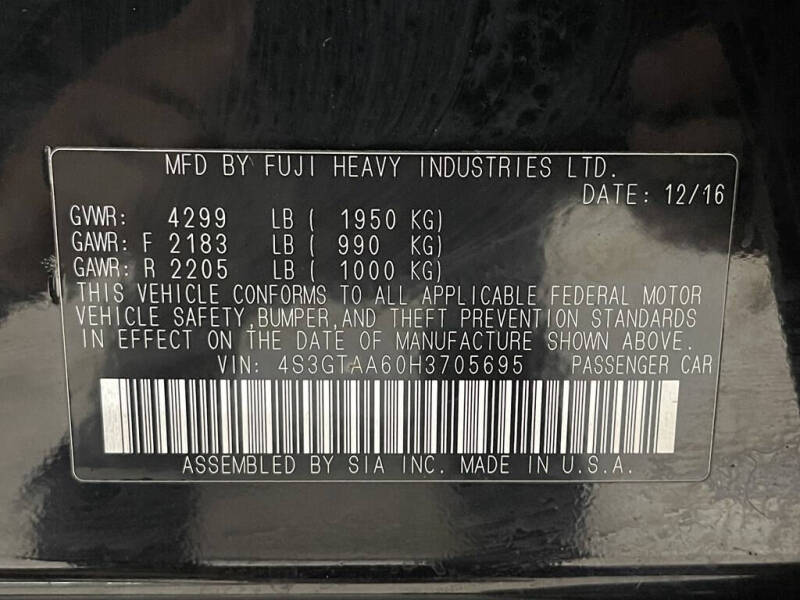 MFD BY FUJI HEAVY INDUSTRIES LTD.
DATE: 12/16
GVWR: 4299 LB ( 1950 KG)
GAWR: F 2183 LB ( 990 KG)
GAWR: R 2205 LB ( 1000 KG)
THIS VEHICLE CONFORMS TO ALL APPLICABLE FEDERAL MOTOR
VEHICLE SAFETY,BUMPER,AND THEFT PREVENTION STANDARDS
IN EFFECT ON THE DATE OF MANUFACTURE SHOWN ABOVE.
VIN: 4S3GTAA60H3705695 PASSENGER CAR
ASSEMBLED BY SIA INC. MADE IN U.S.A.